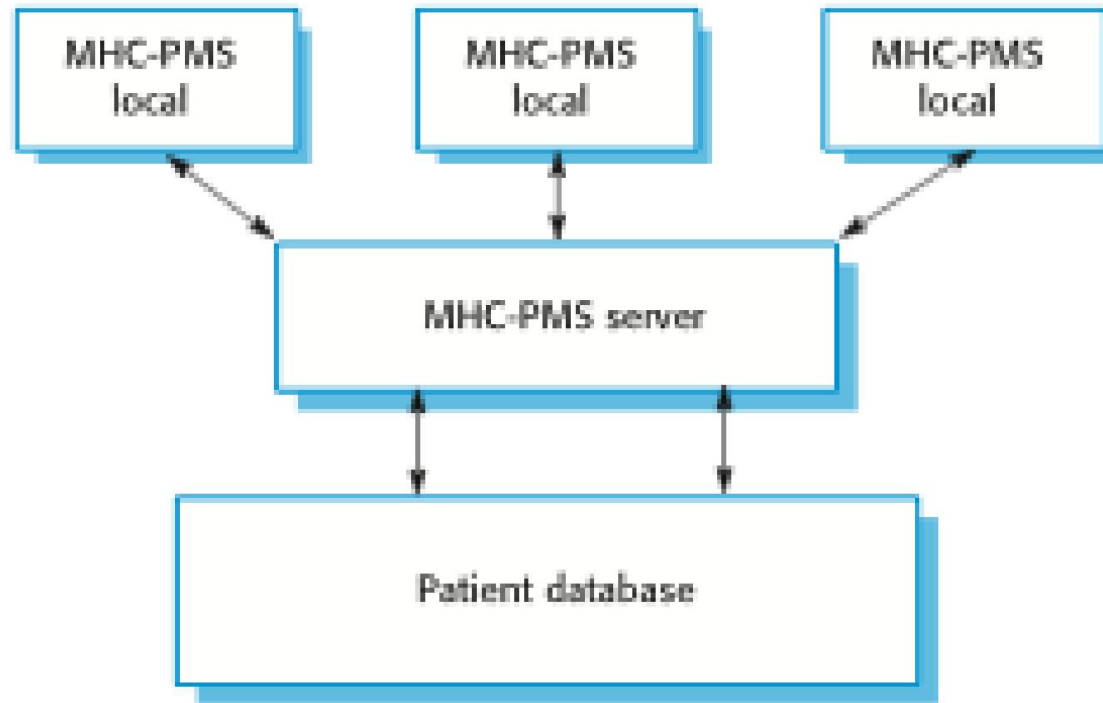 MHC-PMS
local
MHC-PMS
local
MHC-PMS
local
MHC-PMS server
Patient database